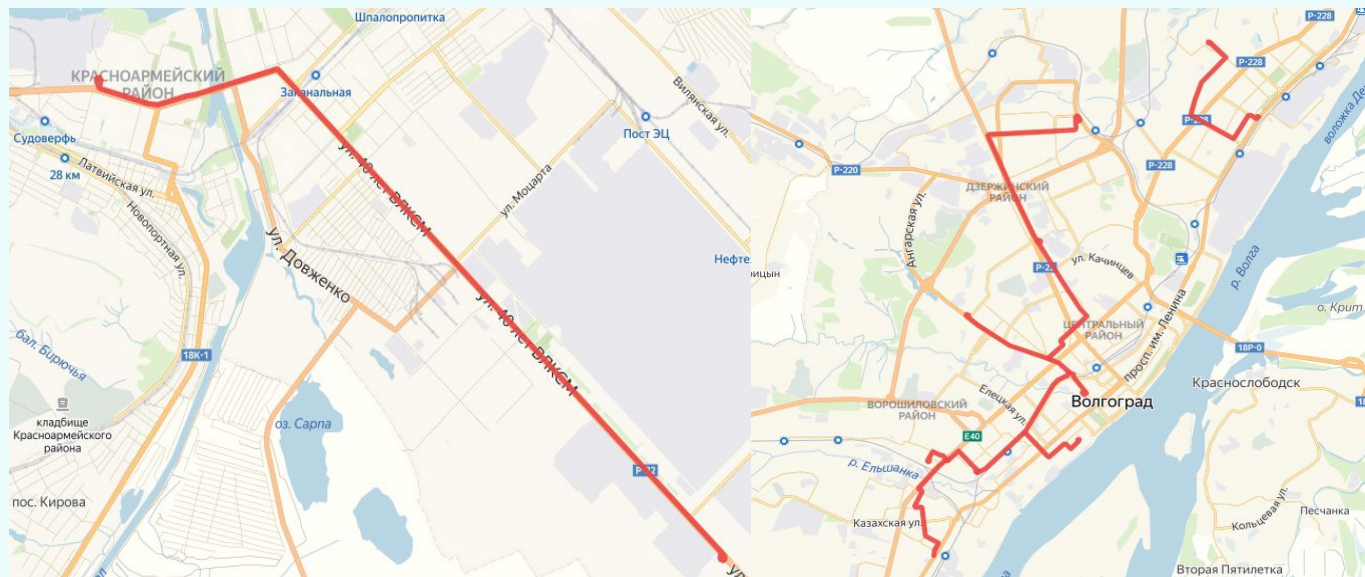 Шпалопропитка
КРАСНОАРМЕЙСКИЙ
РАЙОН
Заканальная
Судоверфь
28 км
Латвийская ул.
Новопортная ул.
Вилянская ул.
Пост ЭЦ
ул. Моцарта
ул. 40 лет ВЛКСМ
ул. Довженко
Нефте
ул. 40 лет ВЛКСМ
бал. Бирючья
18К-1
оз. Сарпа
кладбище
Красноармейского
района
пос. Кирова
Р-228
Р-228
Р-220
Р-228
ДЗЕРЖИНСКИЙ
РАЙОН
Ангарская ул.
ул. Качинцев
р. Волга
о. Крит
ЦЕНТРАЛЬНЫЙ
РАЙОН
просп. им. Ленина
18Р-0
Краснослободск
Волгоград
Елецкая ул.
ВОРОШИЛОВСКИЙ
РАЙОН
Е40
р. Ельшанка
Казахская ул.
Кольцевая ул.
Песчанка
Вторая Пятилетка